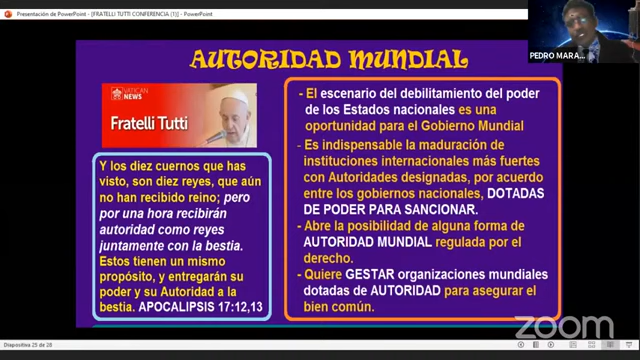 Presentación de PowerPoint - [FRATELLI TUTTI CONFERENCIA (1)] - PowerPoint
PEDRO MARA...
AUTORIDAD MUNDIAL
VATICAN
NEWS
Fratelli Tutti
Y los diez cuernos que has
visto, son diez reyes, que aún
no han recibido reino; pero
por una hora recibirán
autoridad como reyes
juntamente con la bestia.
Estos tienen un mismo
propósito, y entregarán su
poder y su Autoridad a la
bestia. APOCALIPSIS 17:12,13
- El escenario del debilitamiento del poder
de los Estados nacionales es una
oportunidad para el Gobierno Mundial
- Es indispensable la maduración de
instituciones internacionales más fuertes
con Autoridades designadas, por acuerdo
entre los gobiernos nacionales, DOTADAS
DE PODER PARA SANCIONAR.
- Abre la posibilidad de alguna forma de
AUTORIDAD MUNDIAL regulada por el
derecho.
- Quiere GESTAR organizaciones mundiales
dotadas de AUTORIDAD para asegurar el
bien común.
zoom
Diapositiva 25 de 28